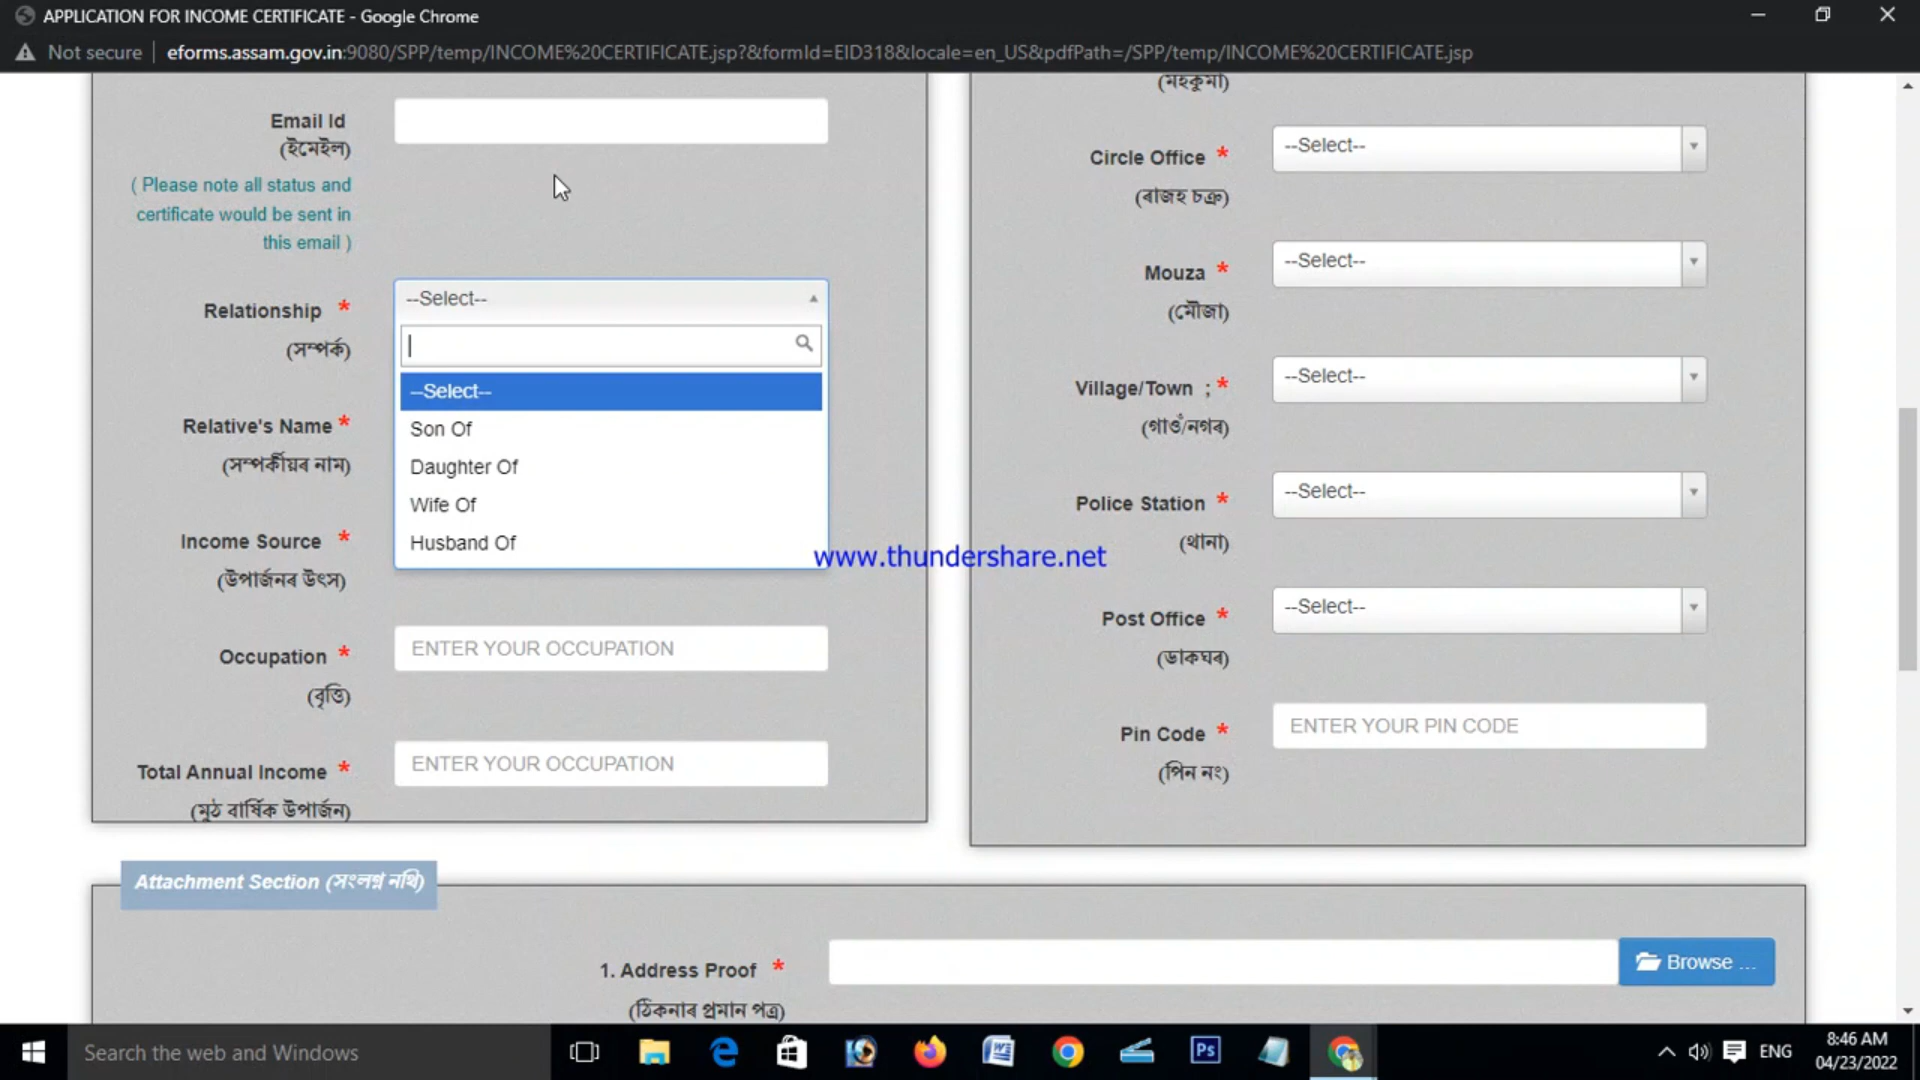 APPLICATION FOR INCOME CERTIFICATE - Google Chrome
Not secure
eforms.assam.gov.in:9080/SPP/temp/INCOME%20CERTIFICATE.jsp?&formId=EID318&locale=en_US&pdfPath=/SPP/temp/INCOME%20CERTIFICATE.jsp
Email Id
(ইমেইল)
( Please note all status and
certificate would be sent in
this email )
Relationship *
(সম্পৰ্ক)
--Select--
--Select--
Son Of
Daughter Of
Wife Of
Husband Of
Relative's Name *
(সম্পৰ্কীয়ৰ নাম)
Income Source *
(উপাৰ্জনৰ উৎস)
Occupation *
(বৃত্তি)
ENTER YOUR OCCUPATION
Total Annual Income *
(মুঠ বাৰ্ষিক উপাৰ্জন)
ENTER YOUR OCCUPATION
(মহকুমা)
Circle Office *
(ৰাজহ চক্ৰ)
--Select--
Mouza *
(মৌজা)
--Select--
Village/Town ; *
(গাওঁ/নগৰ)
--Select--
Police Station *
(থানা)
--Select--
www.thundershare.net
Post Office *
(ডাকঘৰ)
--Select--
Pin Code *
(পিন নং)
ENTER YOUR PIN CODE
Attachment Section (সংলগ্ন নথি)
1. Address Proof *
(ঠিকনাৰ প্ৰমান পত্ৰ)
Browse ...
Search the web and Windows
Ps
ENG
8:46 AM
04/23/2022